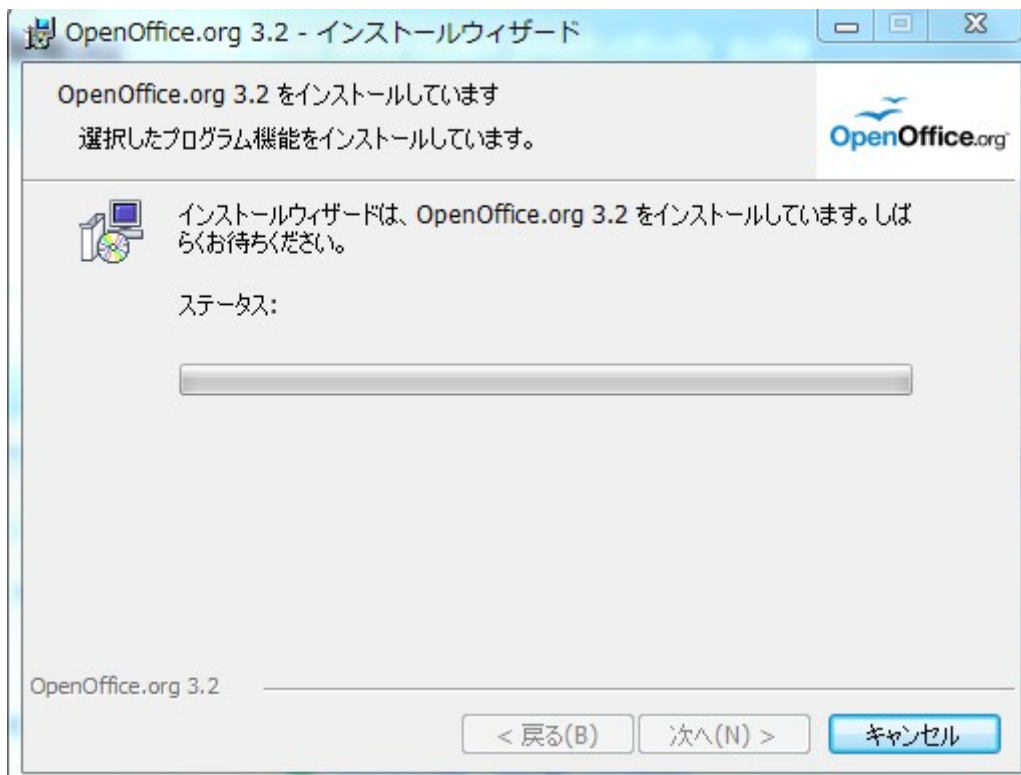 OpenOffice.org 3.2 - インストールウィザード
OpenOffice.org 3.2 をインストールしています
選択したプログラム機能をインストールしています。
OpenOffice.org
インストールウィザードは、OpenOffice.org 3.2 をインストールしています。しば
らくお待ちください。
ステータス:
OpenOffice.org 3.2
< 戻る(B)
次へ(N) >
キャンセル